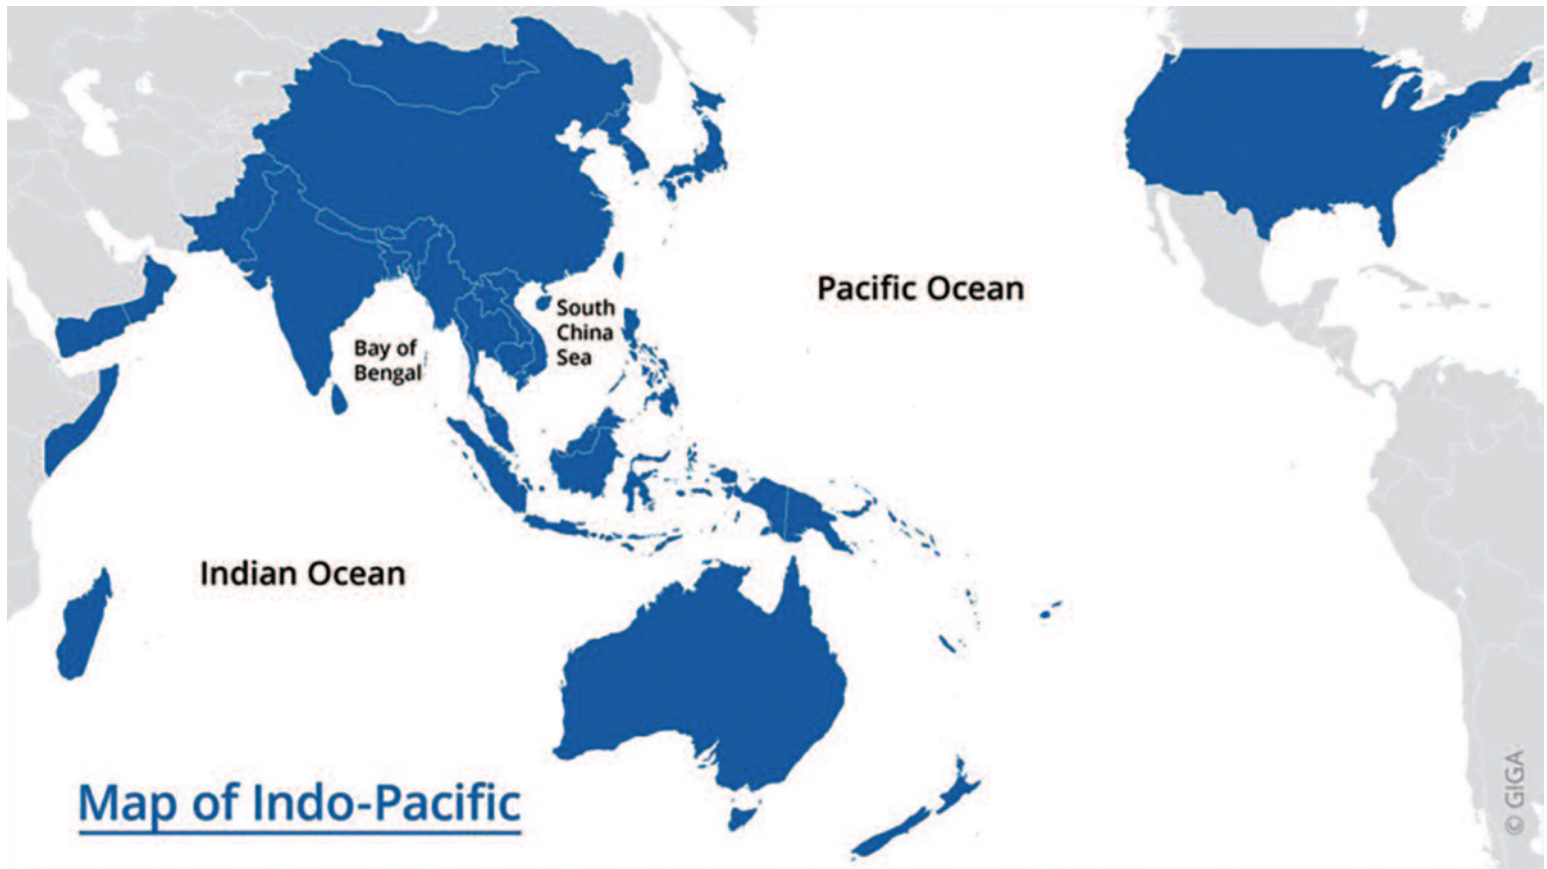 Pacific Ocean
South
China
Sea
Bay of
Bengal
Indian Ocean
Map of Indo-Pacific
© GIGA